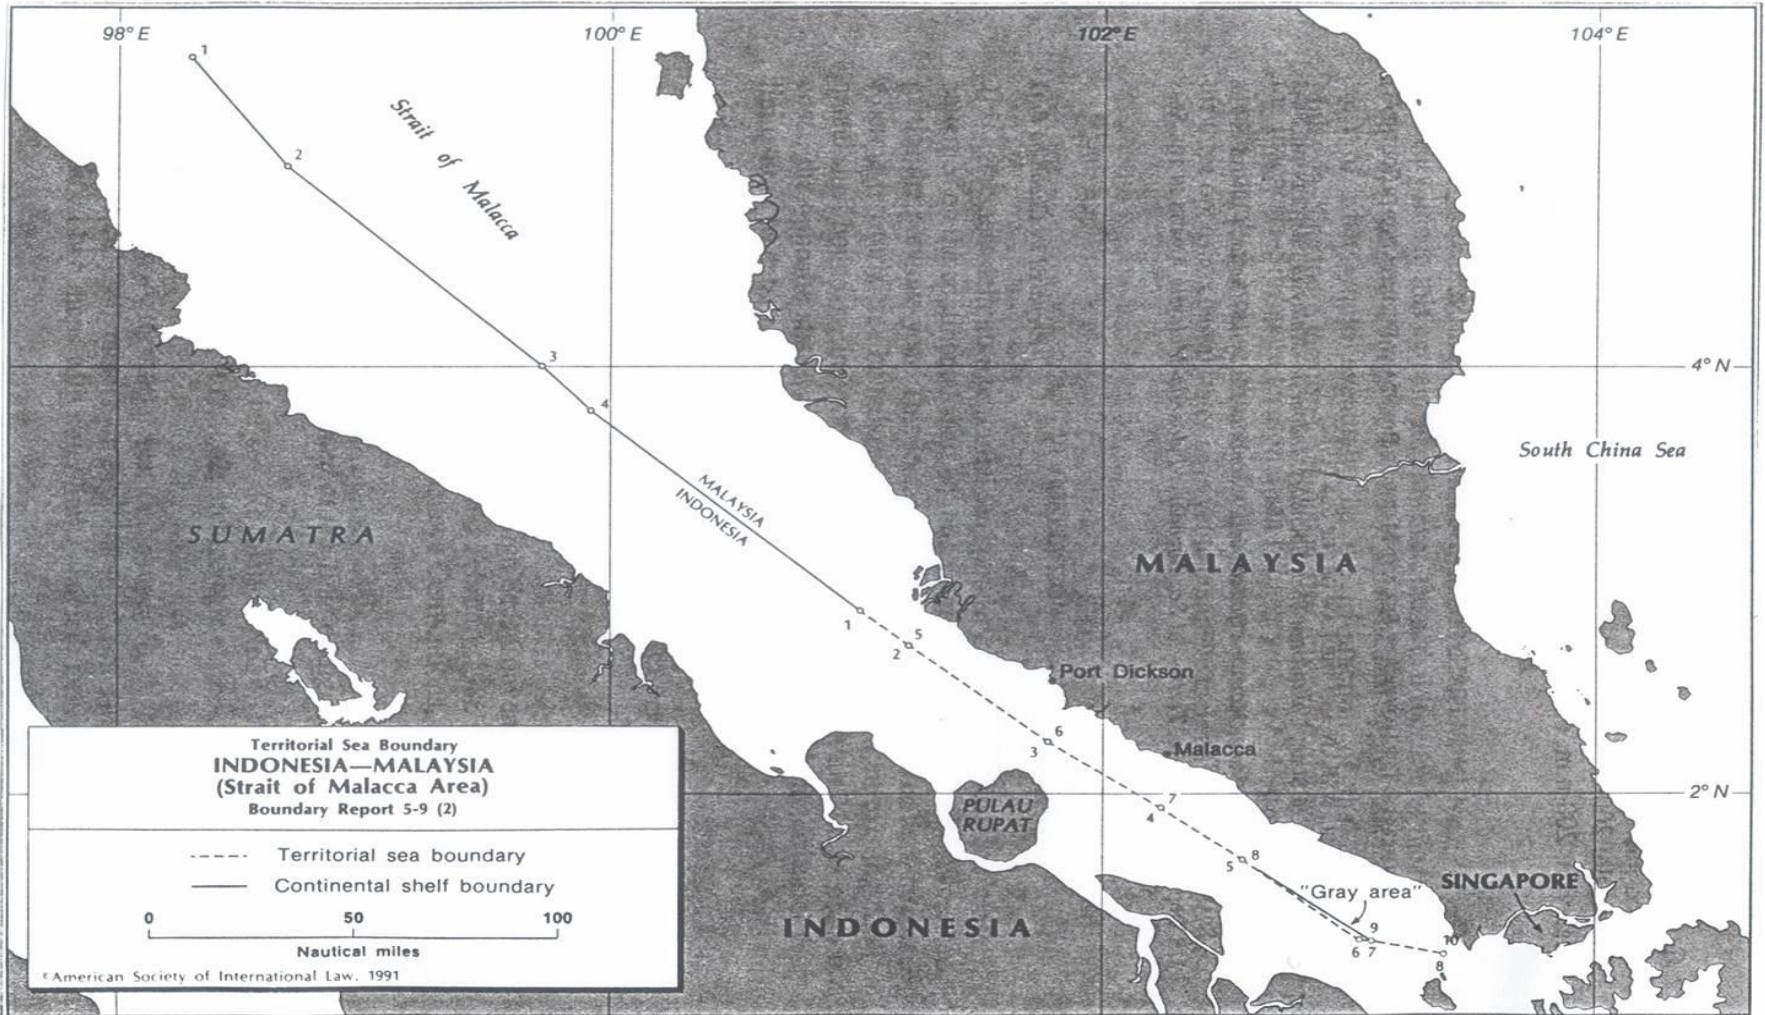 98° E
100° E
102° E
104° E
1
2
Strait of Malacca
3
4° N
4
South China Sea
MALAYSIA
INDONESIA
SUMATRA
MALAYSIA
1
5
2
Port Dickson
6
3
Malacca
7
4
2° N
PULAU
RUPAT
8
5
"Gray area"
SINGAPORE
9
6
7
10
8
INDONESIA
Territorial Sea Boundary
INDONESIA—MALAYSIA
(Strait of Malacca Area)
Boundary Report 5-9 (2)
Territorial sea boundary
Continental shelf boundary
0 50 100
Nautical miles
©American Society of International Law, 1991